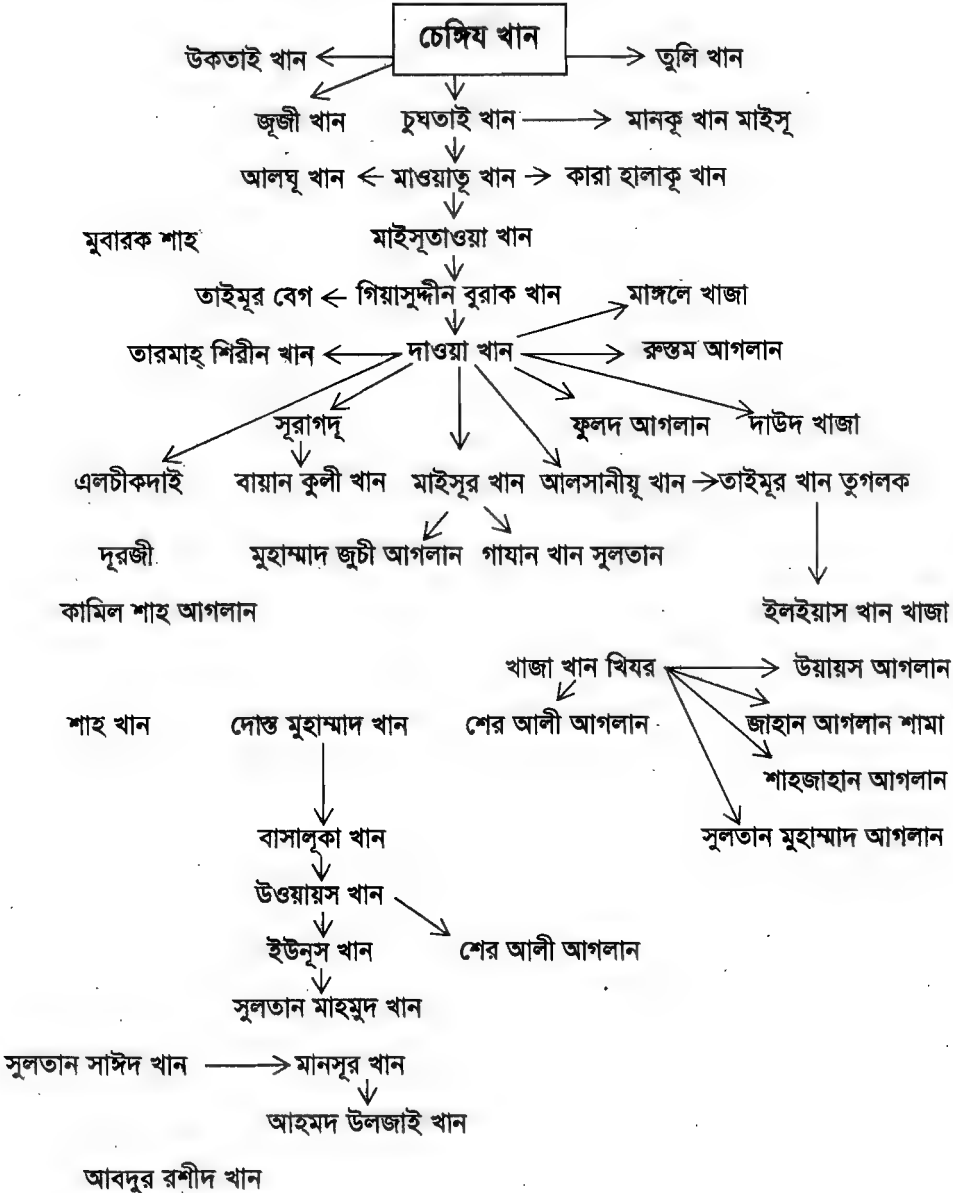 চেঙ্গিয খান
উকতাই খান তুলি খান
জূজী খান চুঘতাই খান মানকূ খান মাইসূ
আলঘূ খান মাওয়াতূ খান কারা হালাকূ খান
মুবারক শাহ মাইসূতাওয়া খান
তাইমূর বেগ গিয়াসুদ্দীন বুরাক খান মাঙ্গলে খাজা
তারমাহ্ শিরীন খান দাওয়া খান রুস্তম আগলান
সূরাগদূ ফুলদ আগলান দাউদ খাজা
এলচীকদাই বায়ান কুলী খান মাইসূর খান আলসানীয়ূ খান তাইমূর খান তুগলক
দূরজী মুহাম্মাদ জুচী আগলান গাযান খান সুলতান
কামিল শাহ আগলান ইলইয়াস খান খাজা
খাজা খান খিযর উয়ায়স আগলান
শাহ খান দোস্ত মুহাম্মাদ খান শের আলী আগলান জাহান আগলান শামা
শাহজাহান আগলান
বাসালূকা খান সুলতান মুহাম্মাদ আগলান
উওয়ায়স খান
ইউনূস খান শের আলী আগলান
সুলতান মাহমুদ খান
সুলতান সাঈদ খান মানসূর খান
আহমদ উলজাই খান
আবদুর রশীদ খান